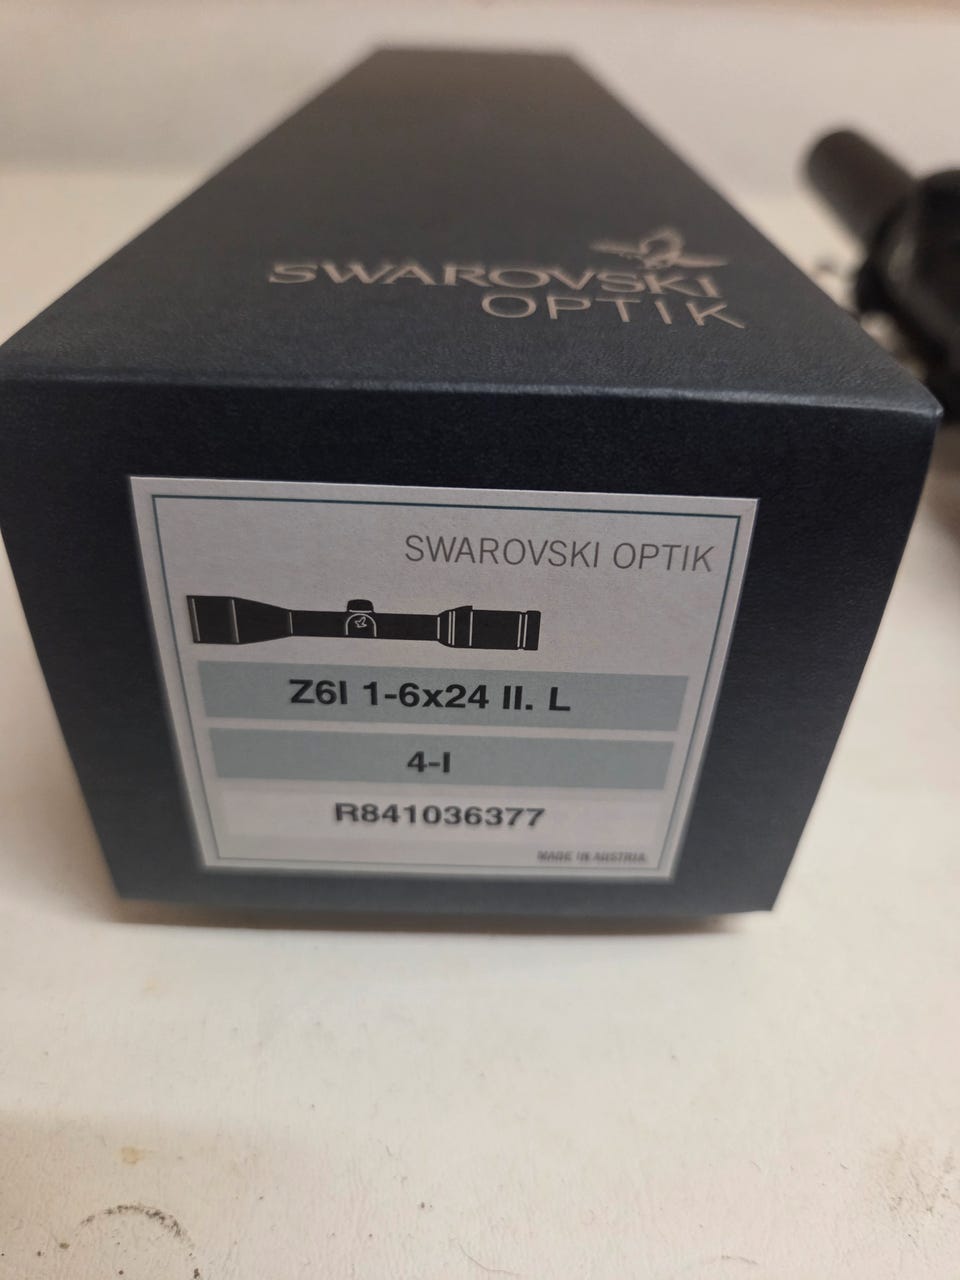 SWAROVSKI
OPTIK
SWAROVSKI OPTIK
Z6I 1-6x24 II. L
4-I
R841036377
MADE IN AUSTRIA